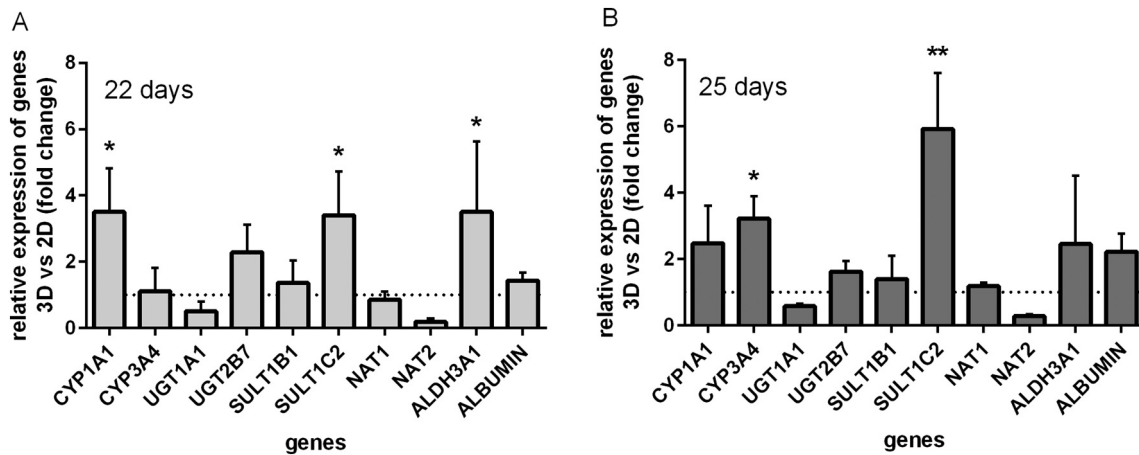 A
relative expression of genes
3D vs 2D (fold change)
8
6
4
2
0
22 days
*
*
*
CYP1A1
CYP3A4
UGT1A1
UGT2B7
SULT1B1
SULT1C2
NAT1
NAT2
ALDH3A1
ALBUMIN
genes
B
relative expression of genes
3D vs 2D (fold change)
8
6
4
2
0
25 days
*
**
CYP1A1
CYP3A4
UGT1A1
UGT2B7
SULT1B1
SULT1C2
NAT1
NAT2
ALDH3A1
ALBUMIN
genes